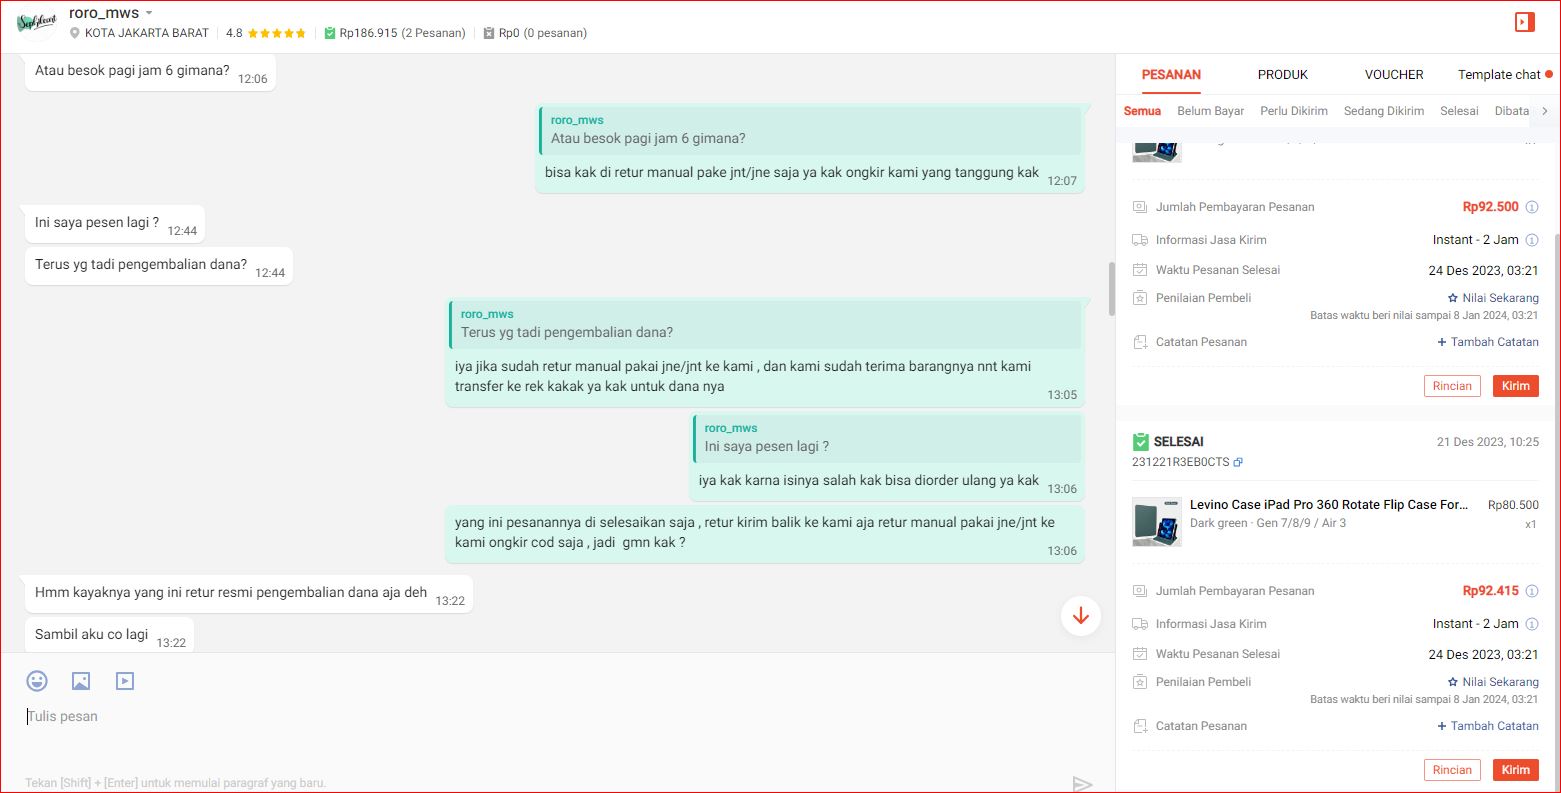 roro_mws
KOTA JAKARTA BARAT 4.8 Rp186.915 (2 Pesanan) Rp0 (0 pesanan)
Atau besok pagi jam 6 gimana? 12:06
roro_mws
Atau besok pagi jam 6 gimana?
bisa kak di retur manual pake jnt/jne saja ya kak ongkir kami yang tanggung kak 12:07
Ini saya pesen lagi ? 12:44
Terus yg tadi pengembalian dana? 12:44
roro_mws
Terus yg tadi pengembalian dana?
iya jika sudah retur manual pakai jne/jnt ke kami , dan kami sudah terima barangnya nnt kami
transfer ke rek kakak ya kak untuk dana nya 13:05
roro_mws
Ini saya pesen lagi ?
iya kak karna isinya salah kak bisa diorder ulang ya kak 13:06
yang ini pesanannya di selesaikan saja , retur kirim balik ke kami aja retur manual pakai jne/jnt ke
kami ongkir cod saja , jadi  gmn kak ? 13:06
Hmm kayaknya yang ini retur resmi pengembalian dana aja deh 13:22
Sambil aku co lagi 13:22
Tulis pesan
Tekan [Shift] + [Enter] untuk memulai paragraf yang baru.
PESANAN PRODUK VOUCHER Template chat
Semua Belum Bayar Perlu Dikirim Sedang Dikirim Selesai Dibata
Jumlah Pembayaran Pesanan Rp92.500
Informasi Jasa Kirim Instant - 2 Jam
Waktu Pesanan Selesai 24 Des 2023, 03:21
Penilaian Pembeli Nilai Sekarang
Batas waktu beri nilai sampai 8 Jan 2024, 03:21
Catatan Pesanan + Tambah Catatan
Rincian Kirim
SELESAI 21 Des 2023, 10:25
231221R3EB0CTS
Levino Case iPad Pro 360 Rotate Flip Case For... Rp80.500
Dark green · Gen 7/8/9 / Air 3 x1
Jumlah Pembayaran Pesanan Rp92.415
Informasi Jasa Kirim Instant - 2 Jam
Waktu Pesanan Selesai 24 Des 2023, 03:21
Penilaian Pembeli Nilai Sekarang
Batas waktu beri nilai sampai 8 Jan 2024, 03:21
Catatan Pesanan + Tambah Catatan
Rincian Kirim